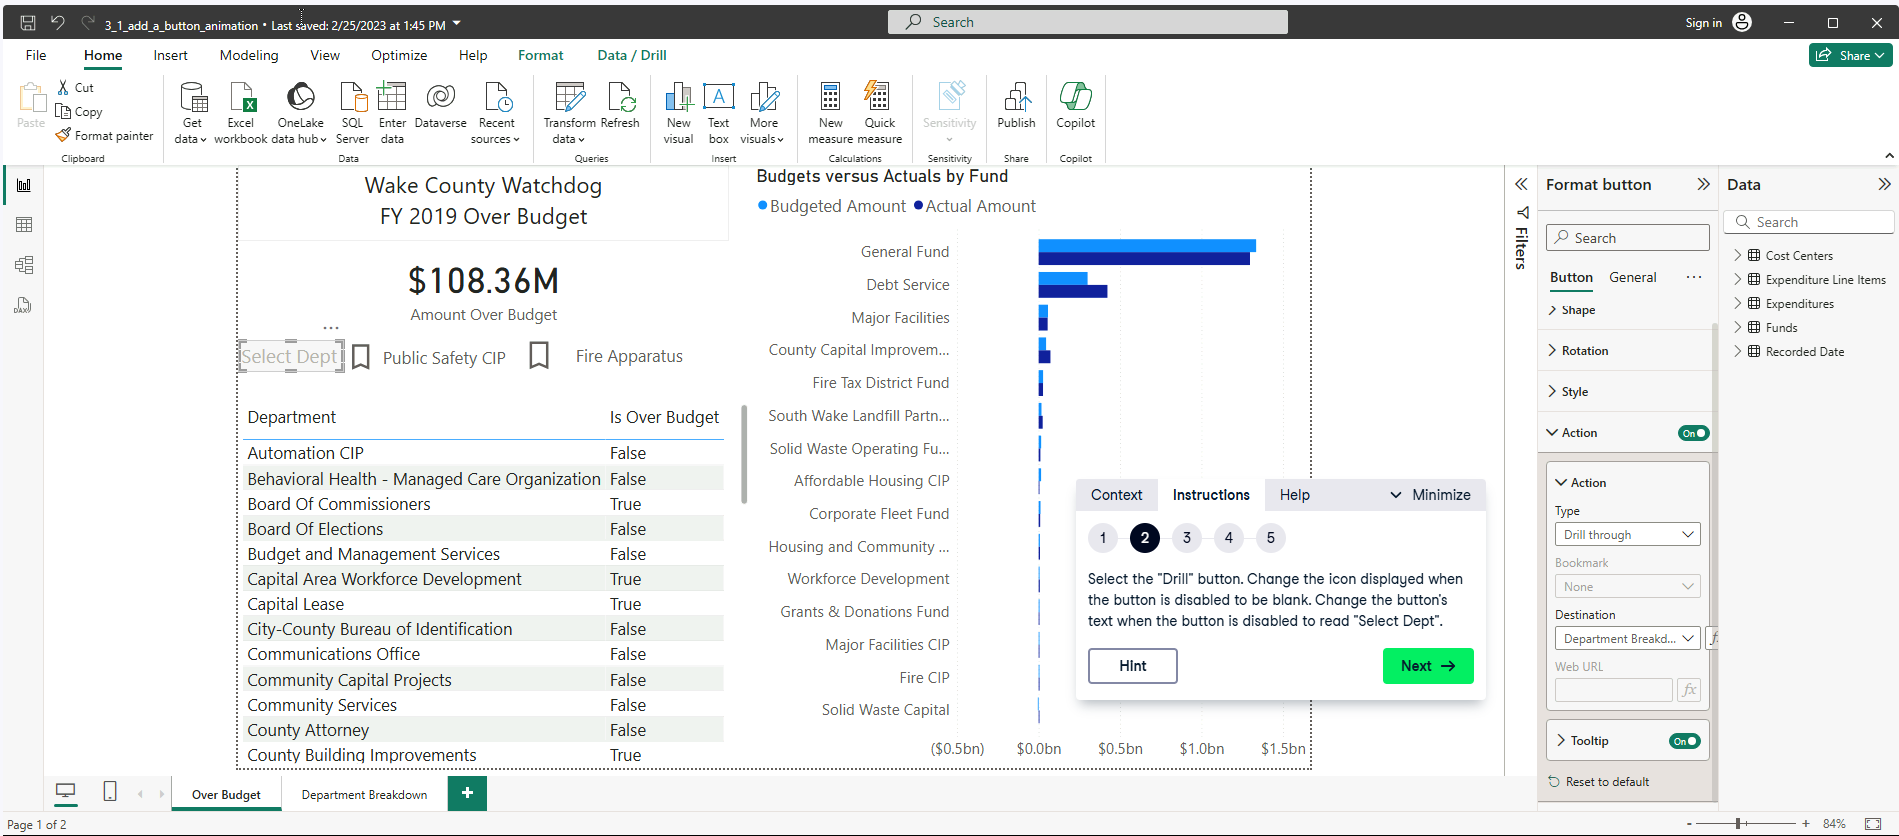 3_1_add_a_button_animation • Last saved: 2/25/2023 at 1:45 PM
Search
Sign in
File Home Insert Modeling View Optimize Help Format Data / Drill
Share
Paste
Cut
Copy
Format painter
Clipboard
Get data
Excel workbook
OneLake data hub
SQL Server
Enter data
Dataverse
Recent sources
Data
Transform data
Refresh
Queries
New visual
Text box
More visuals
Insert
New measure
Quick measure
Calculations
Sensitivity
Sensitivity
Publish
Share
Copilot
Copilot
Wake County Watchdog
FY 2019 Over Budget
$108.36M
Amount Over Budget
Select Dept
Public Safety CIP
Fire Apparatus
Department Is Over Budget
Automation CIP False
Behavioral Health - Managed Care Organization False
Board Of Commissioners True
Board Of Elections False
Budget and Management Services False
Capital Area Workforce Development True
Capital Lease True
City-County Bureau of Identification False
Communications Office False
Community Capital Projects False
Community Services False
County Attorney False
County Building Improvements True
Budgets versus Actuals by Fund
Budgeted Amount Actual Amount
General Fund
Debt Service
Major Facilities
County Capital Improvem...
Fire Tax District Fund
South Wake Landfill Partn...
Solid Waste Operating Fu...
Affordable Housing CIP
Corporate Fleet Fund
Housing and Community ...
Workforce Development
Grants & Donations Fund
Major Facilities CIP
Fire CIP
Solid Waste Capital
($0.5bn) $0.0bn $0.5bn $1.0bn $1.5bn
Context Instructions Help Minimize
1 2 3 4 5
Select the "Drill" button. Change the icon displayed when
the button is disabled to be blank. Change the button's
text when the button is disabled to read "Select Dept".
Hint
Next
Filters
Format button
Search
Button General ...
Shape
Rotation
Style
Action On
Action
Type
Drill through
Bookmark
None
Destination
Department Breakd...
fx
Web URL
fx
Tooltip On
Reset to default
Data
Search
Cost Centers
Expenditure Line Items
Expenditures
Funds
Recorded Date
DAX
Over Budget Department Breakdown +
Page 1 of 2
- + 84%